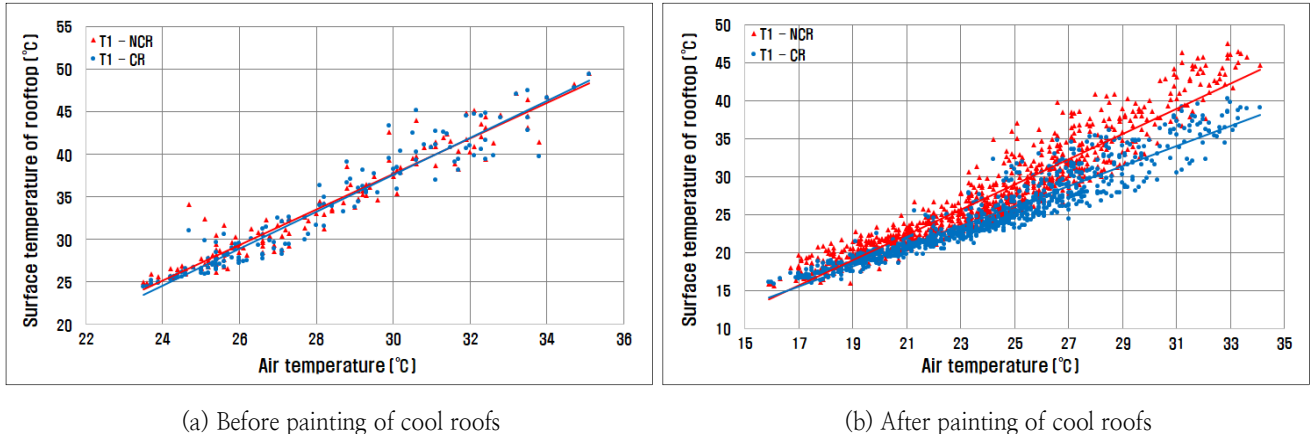 Surface temperature of rooftop (℃)
55
50
45
40
35
30
25
20
T1 - NCR
T1 - CR
22 24 26 28 30 32 34 36
Air temperature (℃)
(a) Before painting of cool roofs
Surface temperature of rooftop (℃)
50
45
40
35
30
25
20
15
10
T1 - NCR
T1 - CR
15 17 19 21 23 25 27 29 31 33 35
Air temperature (℃)
(b) After painting of cool roofs